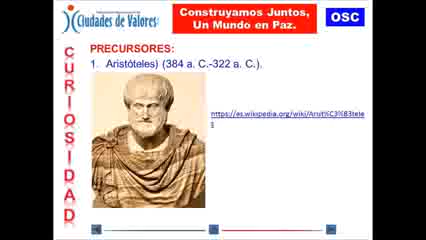 Ciudades de Valores
Construyamos Juntos,
Un Mundo en Paz.
OSC
CURIOSIDAD
PRECURSORES:
1. Aristóteles) (384 a. C.-322 a. C.).
https://es.wikipedia.org/wiki/Arist%C3%B3tele
s